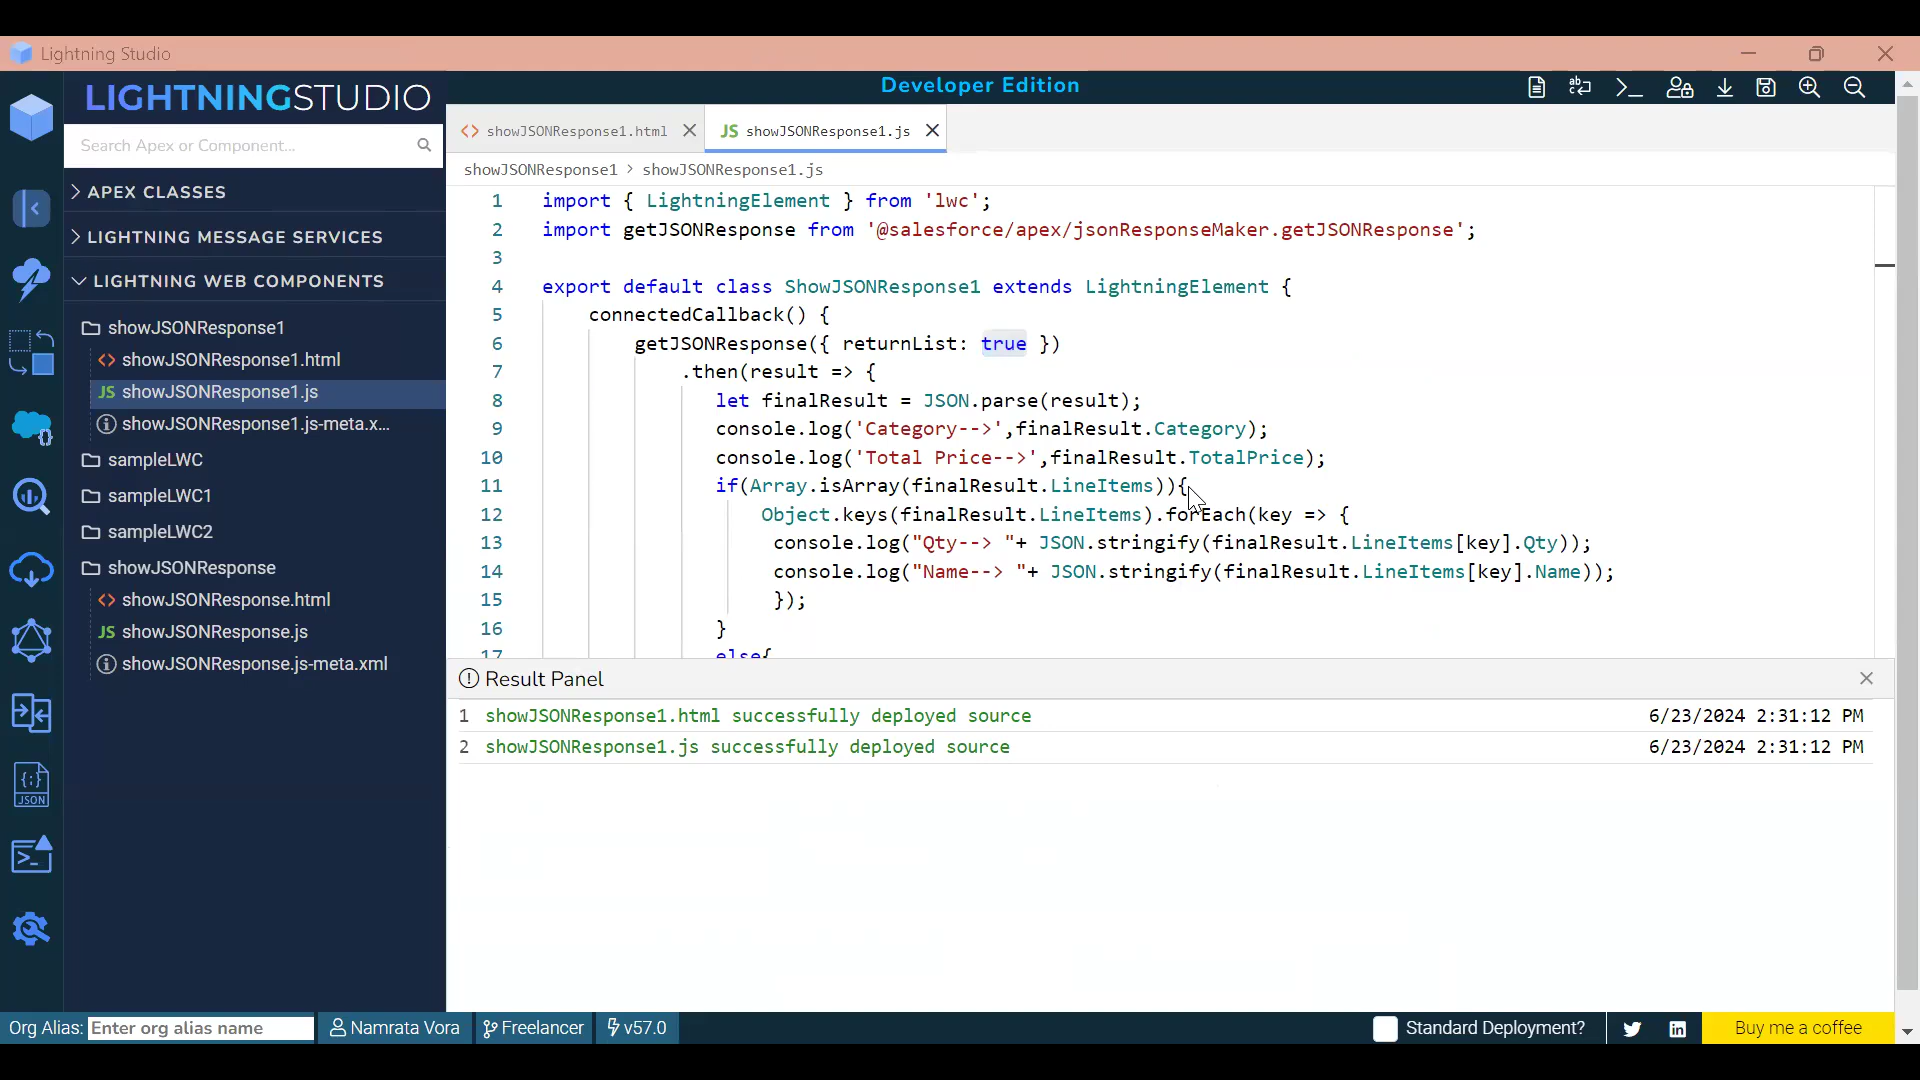 Lightning Studio
LIGHTNINGSTUDIO
Developer Edition
Search Apex or Component...
APEX CLASSES
LIGHTNING MESSAGE SERVICES
LIGHTNING WEB COMPONENTS
showJSONResponse1
<> showJSONResponse1.html
JS showJSONResponse1.js
showJSONResponse1.js-meta.x...
sampleLWC
sampleLWC1
sampleLWC2
showJSONResponse
<> showJSONResponse.html
JS showJSONResponse.js
showJSONResponse.js-meta.xml
{;}
JSON
<> showJSONResponse1.html
JS showJSONResponse1.js
showJSONResponse1 > showJSONResponse1.js
1 import { LightningElement } from 'lwc';
2 import getJSONResponse from '@salesforce/apex/jsonResponseMaker.getJSONResponse';
3
4 export default class ShowJSONResponse1 extends LightningElement {
5 connectedCallback() {
6 getJSONResponse({ returnList: true })
7 .then(result => {
8 let finalResult = JSON.parse(result);
9 console.log('Category-->',finalResult.Category);
10 console.log('Total Price-->',finalResult.TotalPrice);
11 if(Array.isArray(finalResult.LineItems)){
12 Object.keys(finalResult.LineItems).forEach(key => {
13 console.log("Qty--> "+ JSON.stringify(finalResult.LineItems[key].Qty));
14 console.log("Name--> "+ JSON.stringify(finalResult.LineItems[key].Name));
15 });
16 }
17 else{
Result Panel
1 showJSONResponse1.html successfully deployed source 6/23/2024 2:31:12 PM
2 showJSONResponse1.js successfully deployed source 6/23/2024 2:31:12 PM
Org Alias: Enter org alias name
Namrata Vora
Freelancer
v57.0
Standard Deployment?
Buy me a coffee